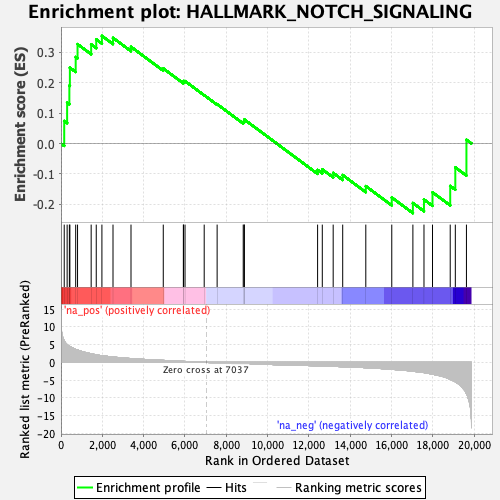 Enrichment plot: HALLMARK_NOTCH_SIGNALING
Enrichment score (ES)
0.3
0.2
0.1
0.0
-0.1
-0.2
'na_pos' (positively correlated)
Ranked list metric (PreRanked)
15
10
5
0
-5
-10
-15
-20
Zero cross at 7037
'na_neg' (negatively correlated)
0
2,000
4,000
6,000
8,000
10,000
12,000
14,000
16,000
18,000
20,000
Rank in Ordered Dataset
Enrichment profile
Hits
Ranking metric scores